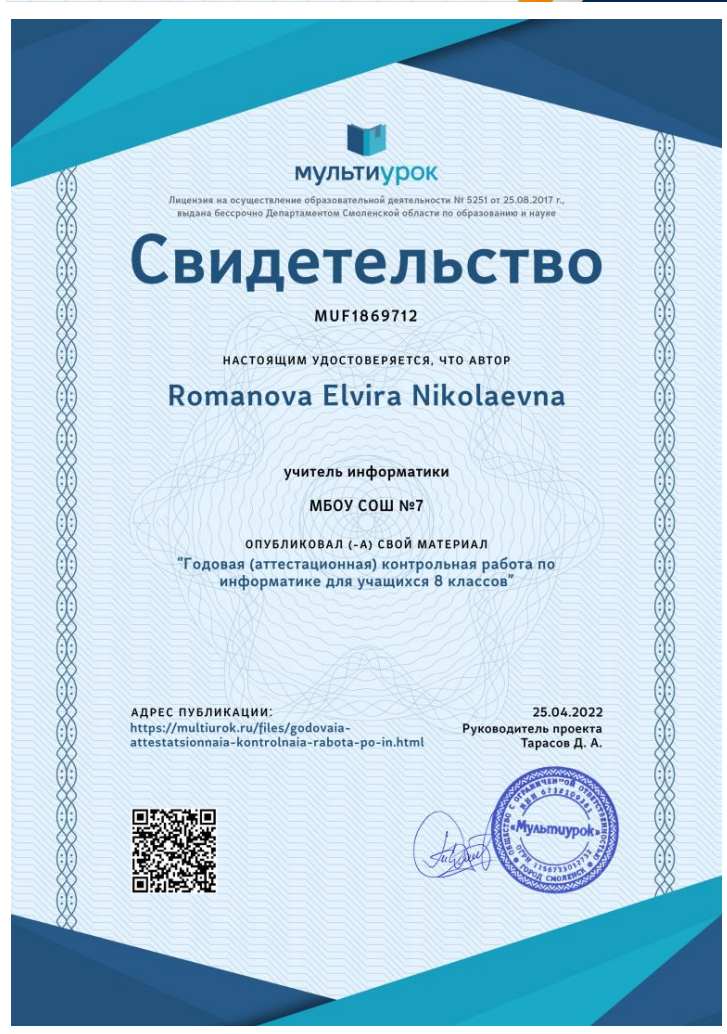 мультиурок
Лицензия на осуществление образовательной деятельности № 5251 от 25.08.2017 г.,
выдана бессрочно Департаментом Смоленской области по образованию и науке
Свидетельство
MUF1869712
НАСТОЯЩИМ УДОСТОВЕРЯЕТСЯ, ЧТО АВТОР
Romanova Elvira Nikolaevna
учитель информатики
МБОУ СОШ №7
ОПУБЛИКОВАЛ (-А) СВОЙ МАТЕРИАЛ
"Годовая (аттестационная) контрольная работа по
информатике для учащихся 8 классов"
АДРЕС ПУБЛИКАЦИИ:
https://multiurok.ru/files/godovaia-
attestatsionnaia-kontrolnaia-rabota-po-in.html
25.04.2022
Руководитель проекта
Тарасов Д. А.
ОБЩЕСТВО С ОГРАНИЧЕННОЙ ОТВЕТСТВЕННОСТЬЮ
«Мультиурок»
ГОРОД СМОЛЕНСК